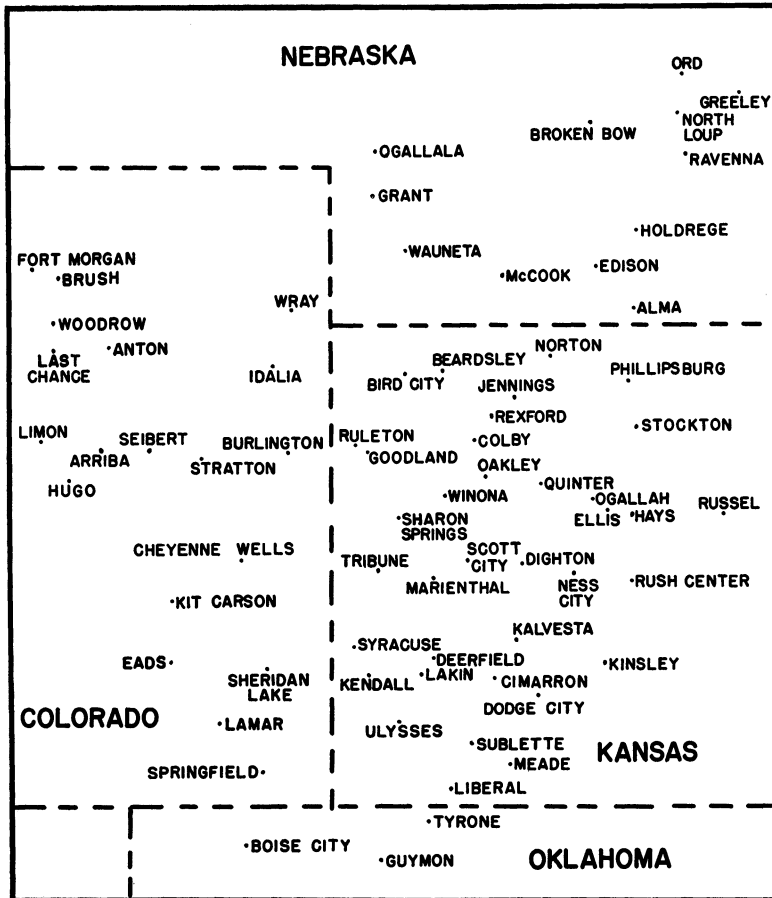 NEBRASKA
ORD
GREELEY
NORTH
LOUP
BROKEN BOW
RAVENNA
OGALLALA
GRANT
HOLDREGE
WAUNETA
EDISON
McCOOK
ALMA
FORT MORGAN
BRUSH
WRAY
WOODROW
ANTON
LAST
CHANCE
IDALIA
NORTON
BEARDSLEY
PHILLIPSBURG
BIRD CITY
JENNINGS
REXFORD
STOCKTON
LIMON
SEIBERT
BURLINGTON
RULETON
COLBY
ARRIBA
STRATTON
GOODLAND
OAKLEY
HUGO
QUINTER
WINONA
OGALLAH
RUSSEL
ELLIS
HAYS
SHARON
SPRINGS
CHEYENNE WELLS
TRIBUNE
SCOTT
CITY
DIGHTON
MARIENTHAL
NESS
CITY
RUSH CENTER
KIT CARSON
KALVESTA
SYRACUSE
DEERFIELD
KINSLEY
EADS
SHERIDAN
LAKE
KENDALL
LAKIN
CIMARRON
DODGE CITY
COLORADO
LAMAR
ULYSSES
SUBLETTE
KANSAS
MEADE
SPRINGFIELD
LIBERAL
TYRONE
BOISE CITY
GUYMON
OKLAHOMA